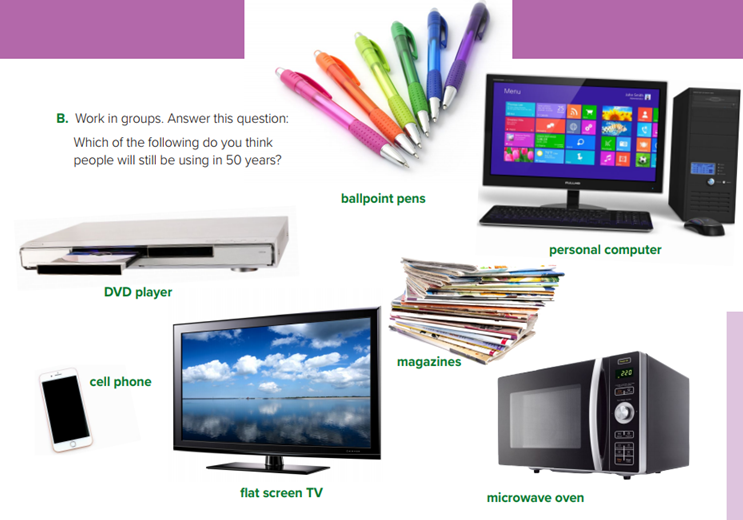 B. Work in groups. Answer this question:
Which of the following do you think
people will still be using in 50 years?
ballpoint pens
Menu
personal computer
DVD player
magazines
cell phone
flat screen TV
microwave oven